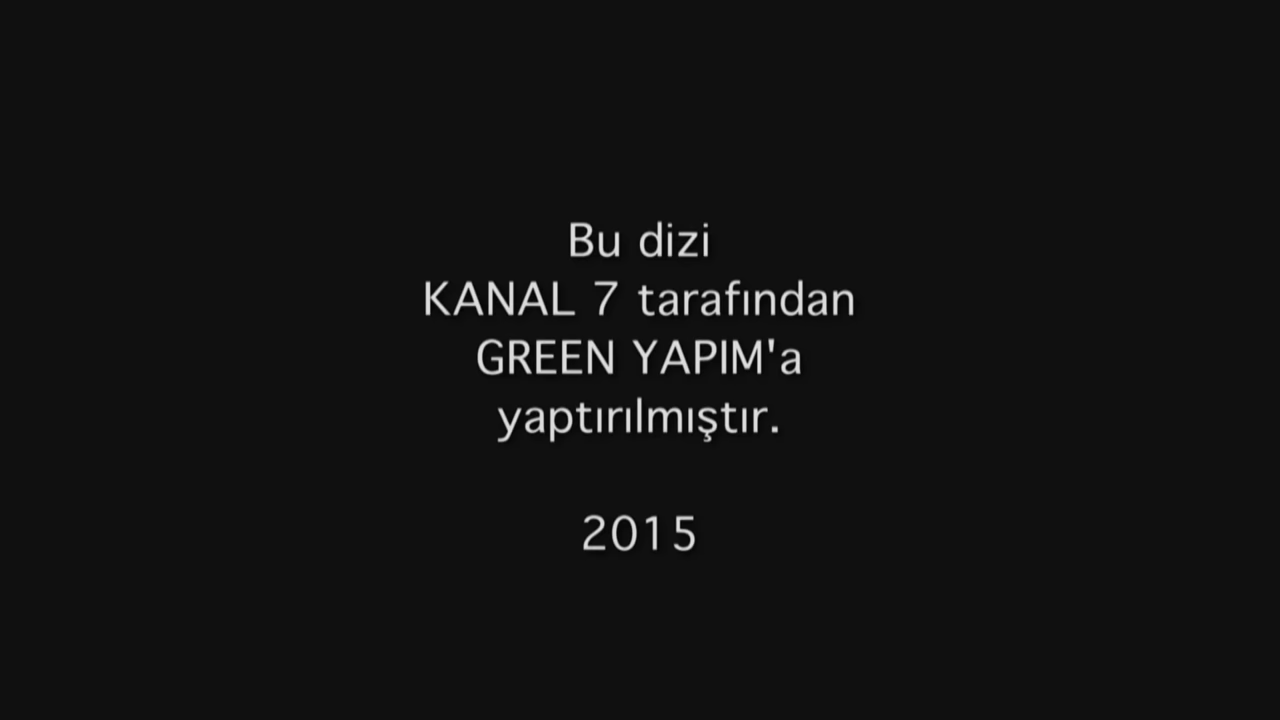 Bu dizi
KANAL 7 tarafından
GREEN YAPIM'a
yaptırılmıştır.
2015